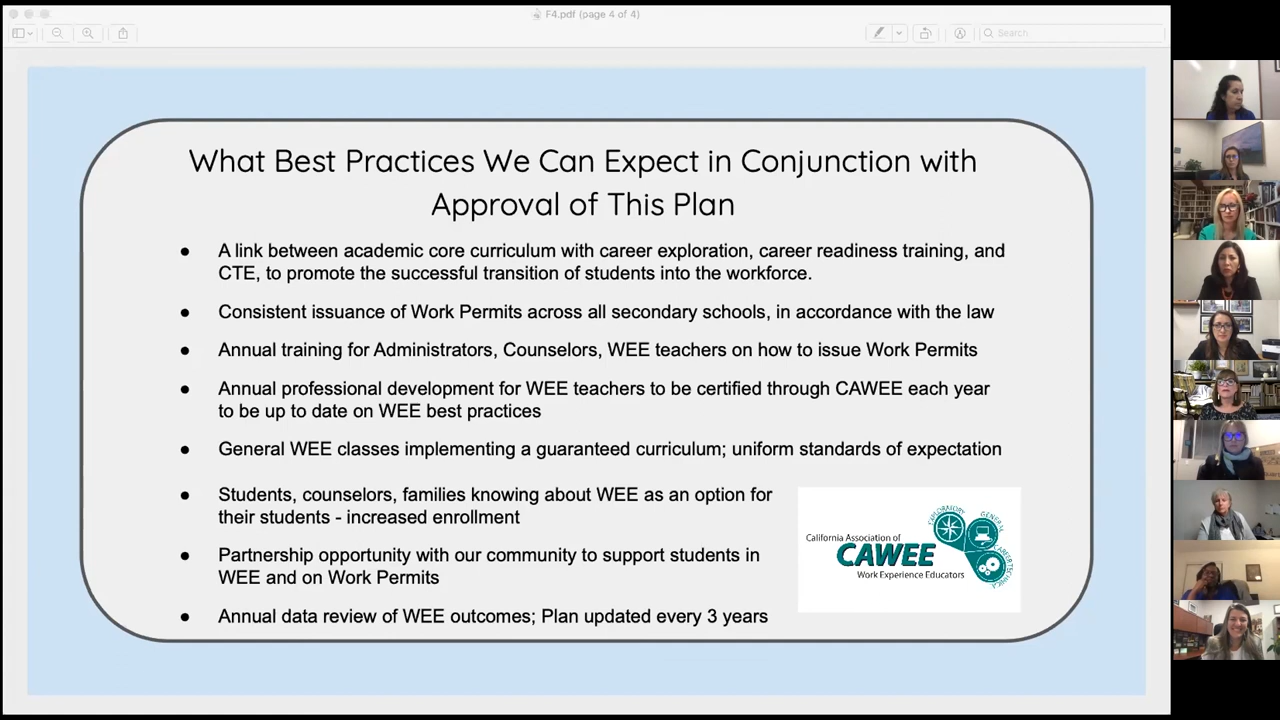 F4.pdf (page 4 of 4)
Search
What Best Practices We Can Expect in Conjunction with
Approval of This Plan
● A link between academic core curriculum with career exploration, career readiness training, and
CTE, to promote the successful transition of students into the workforce.
● Consistent issuance of Work Permits across all secondary schools, in accordance with the law
● Annual training for Administrators, Counselors, WEE teachers on how to issue Work Permits
● Annual professional development for WEE teachers to be certified through CAWEE each year
to be up to date on WEE best practices
● General WEE classes implementing a guaranteed curriculum; uniform standards of expectation
● Students, counselors, families knowing about WEE as an option for
their students - increased enrollment
● Partnership opportunity with our community to support students in
WEE and on Work Permits
● Annual data review of WEE outcomes; Plan updated every 3 years
EXPLORATORY
GENERAL
CAREER TECHNICAL
California Association of
CAWEE
Work Experience Educators